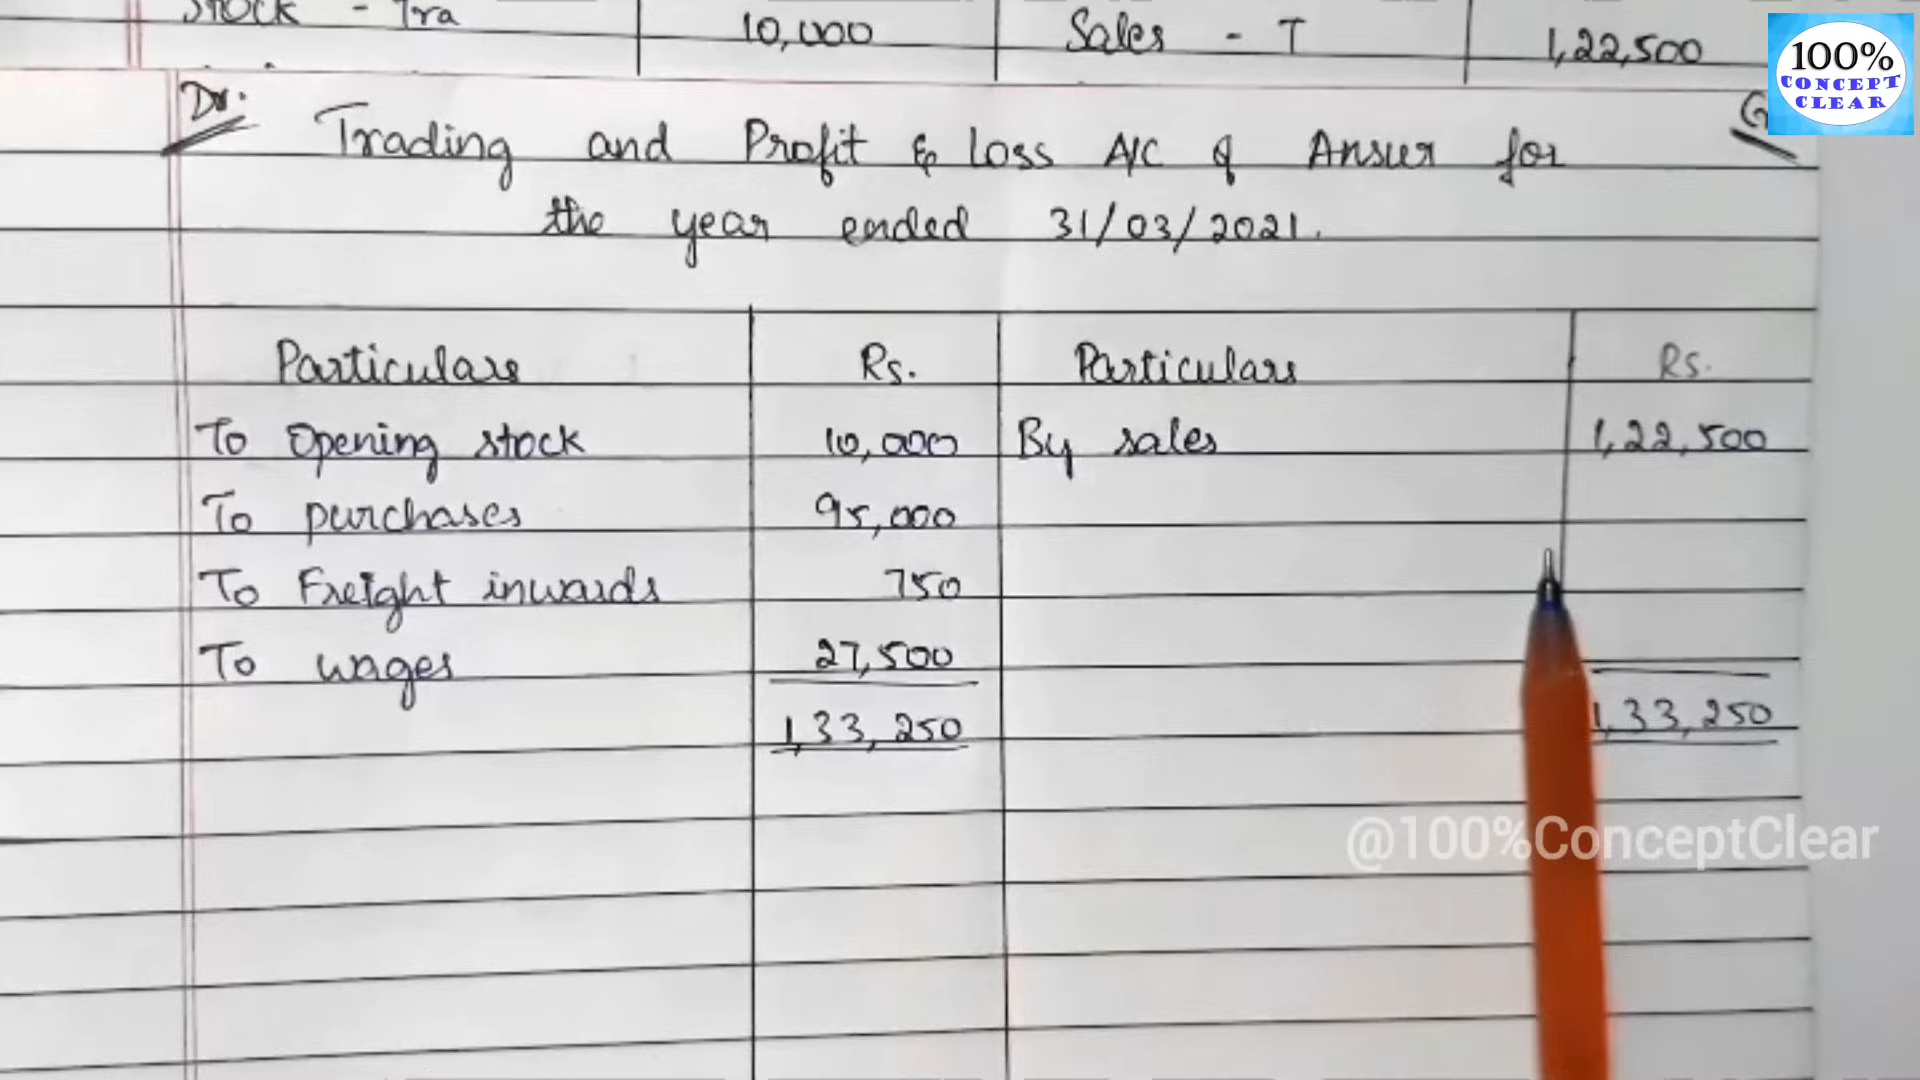 Stock - Tra 10,000 Sales - T 1,22,500
100%
CONCEPT
CLEAR
Dr.
Trading and Profit & Loss A/C of Ansur for
the year ended 31/03/2021.
Particulars Rs. Particulars Rs.
To Opening stock 10,000 By sales 1,22,500
To purchases 95,000
To Freight inwards 750
To wages 27,500
1,33,250 1,33,250
@100%ConceptClear